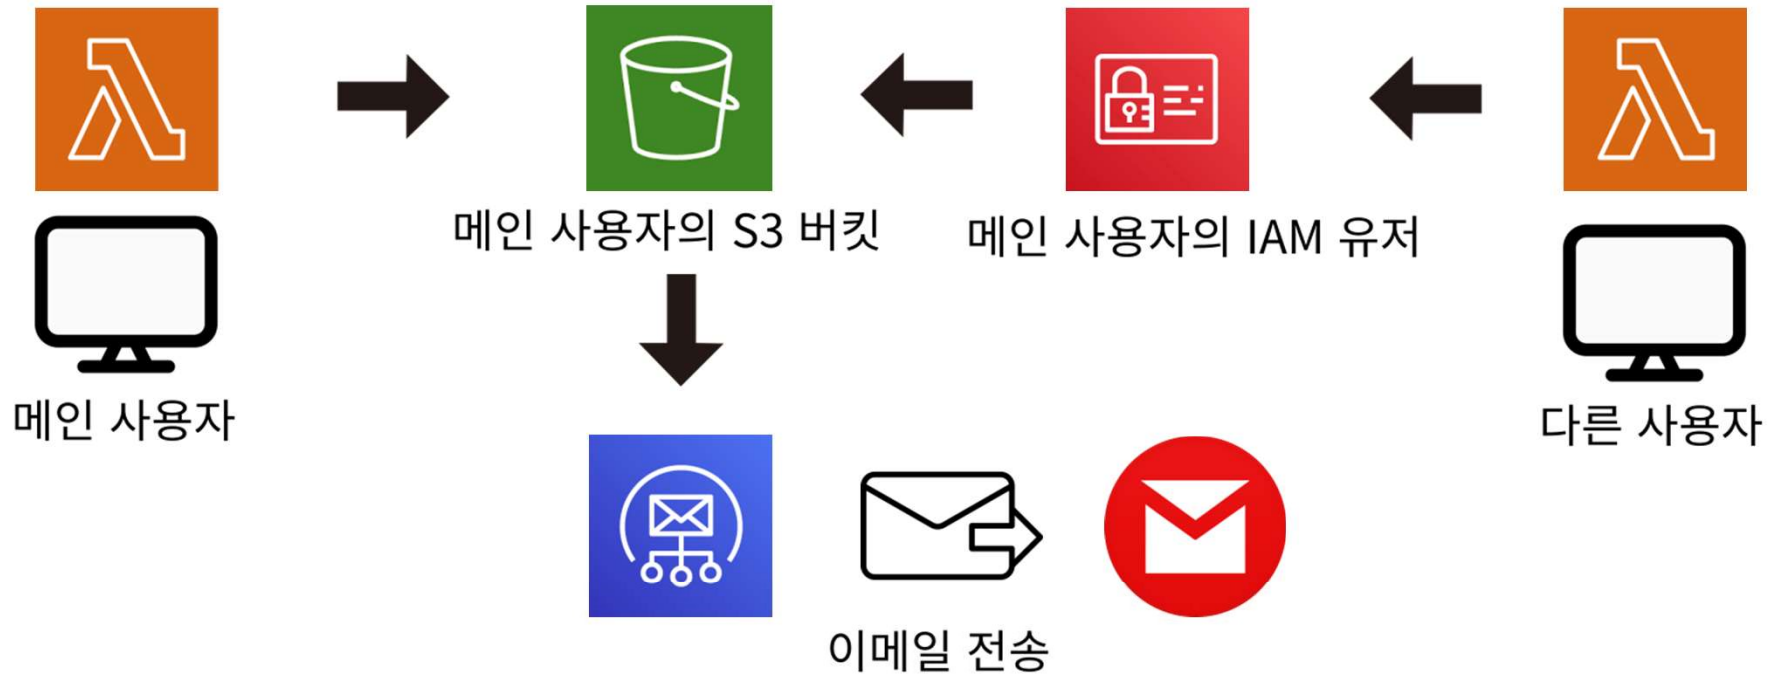 메인 사용자의 S3 버킷
메인 사용자의 IAM 유저
메인 사용자
다른 사용자
이메일 전송